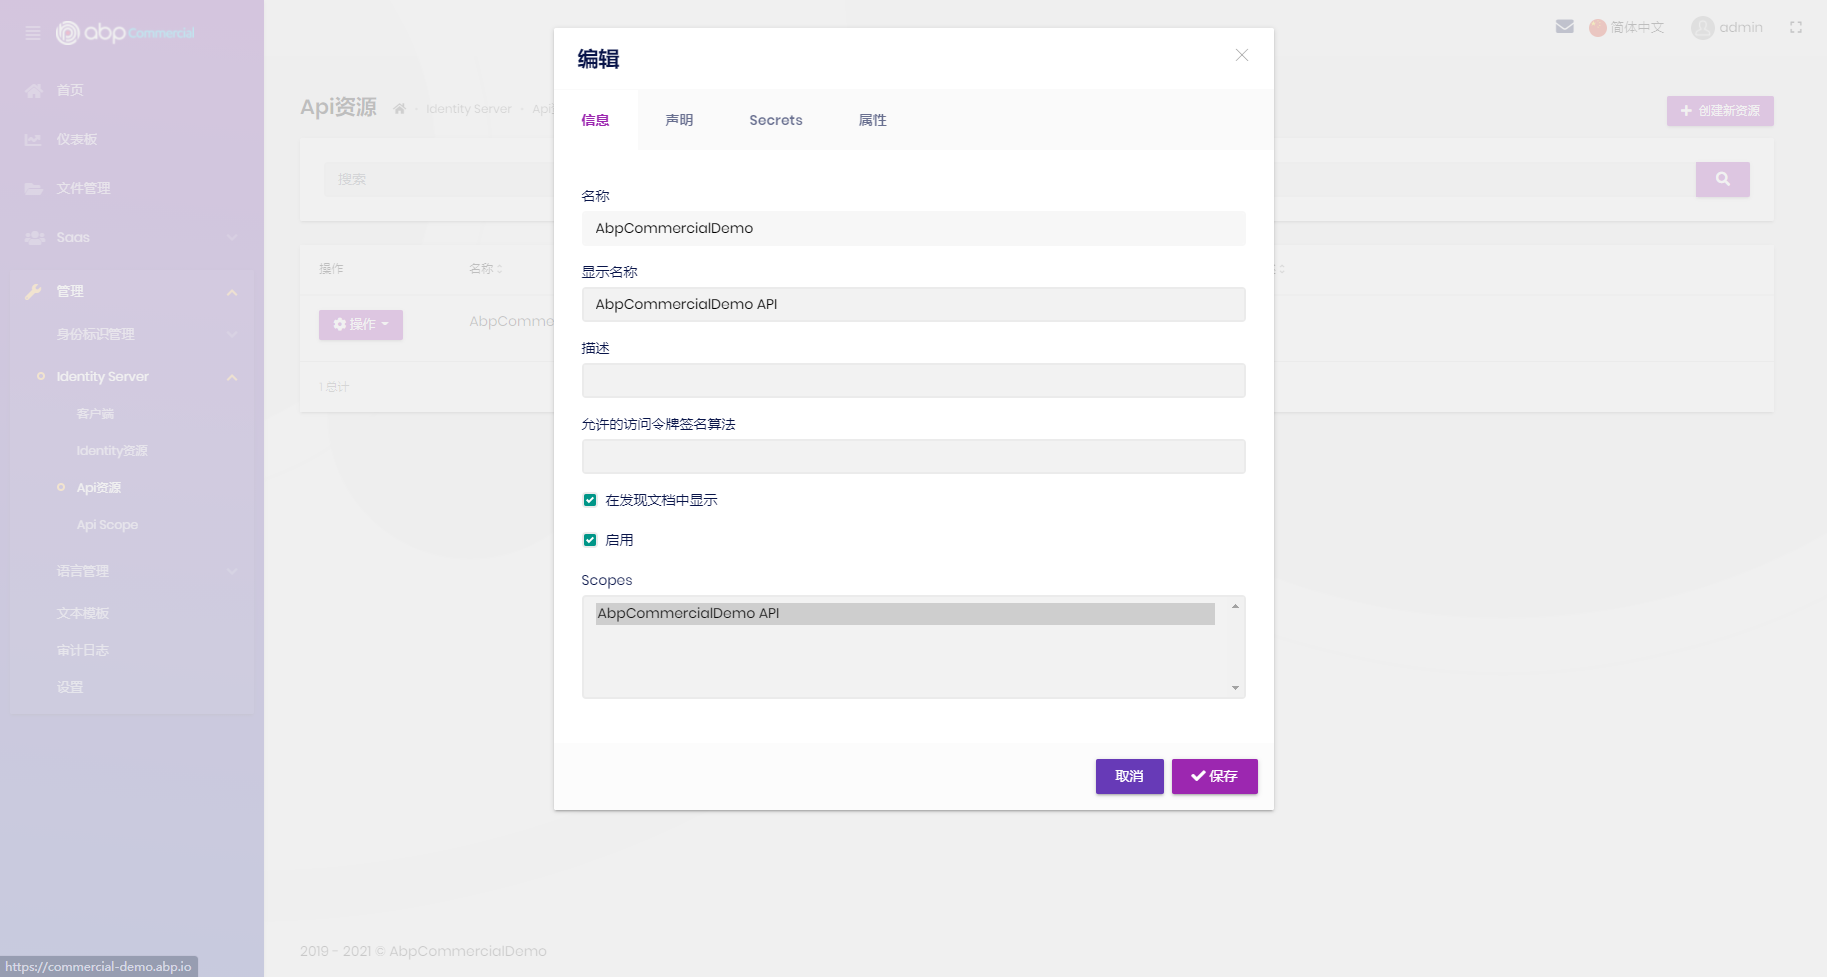 abp Commercial
首页
仪表板
文件管理
Saas
管理
身份标识管理
Identity Server
客户端
Identity资源
Api资源
Api Scope
语言管理
文本模板
审计日志
设置
简体中文
admin
Api资源
Identity Server
创建新资源
搜索
操作
名称
操作
AbpComme
1 总计
编辑
信息
声明
Secrets
属性
名称
AbpCommercialDemo
显示名称
AbpCommercialDemo API
描述
允许的访问令牌签名算法
在发现文档中显示
启用
Scopes
AbpCommercialDemo API
取消
保存
2019 - 2021 © AbpCommercialDemo
https://commercial-demo.abp.io